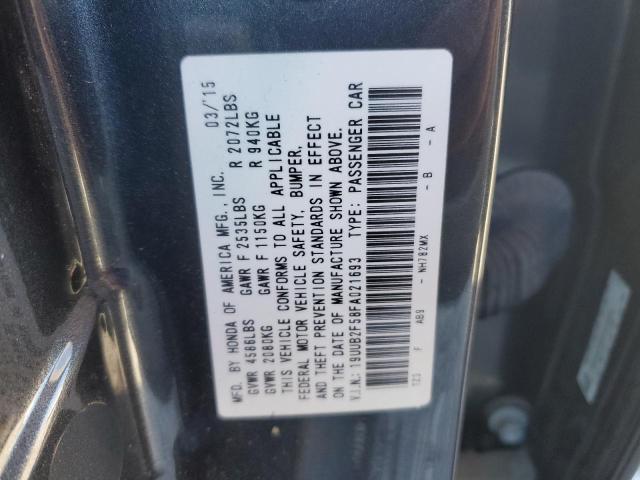 MFD. BY HONDA OF AMERICA MFG., INC. 03/'15
GVWR 4586LBS GAWR F 2535LBS R 2072LBS
GVWR 2080KG GAWR F 1150KG R 940KG
THIS VEHICLE CONFORMS TO ALL APPLICABLE
FEDERAL MOTOR VEHICLE SAFETY, BUMPER,
AND THEFT PREVENTION STANDARDS IN EFFECT
ON THE DATE OF MANUFACTURE SHOWN ABOVE.
V.I.N.: 19UUB2F58FA021693 TYPE: PASSENGER CAR
TZ3 F AB9 - NH782MX - B - A